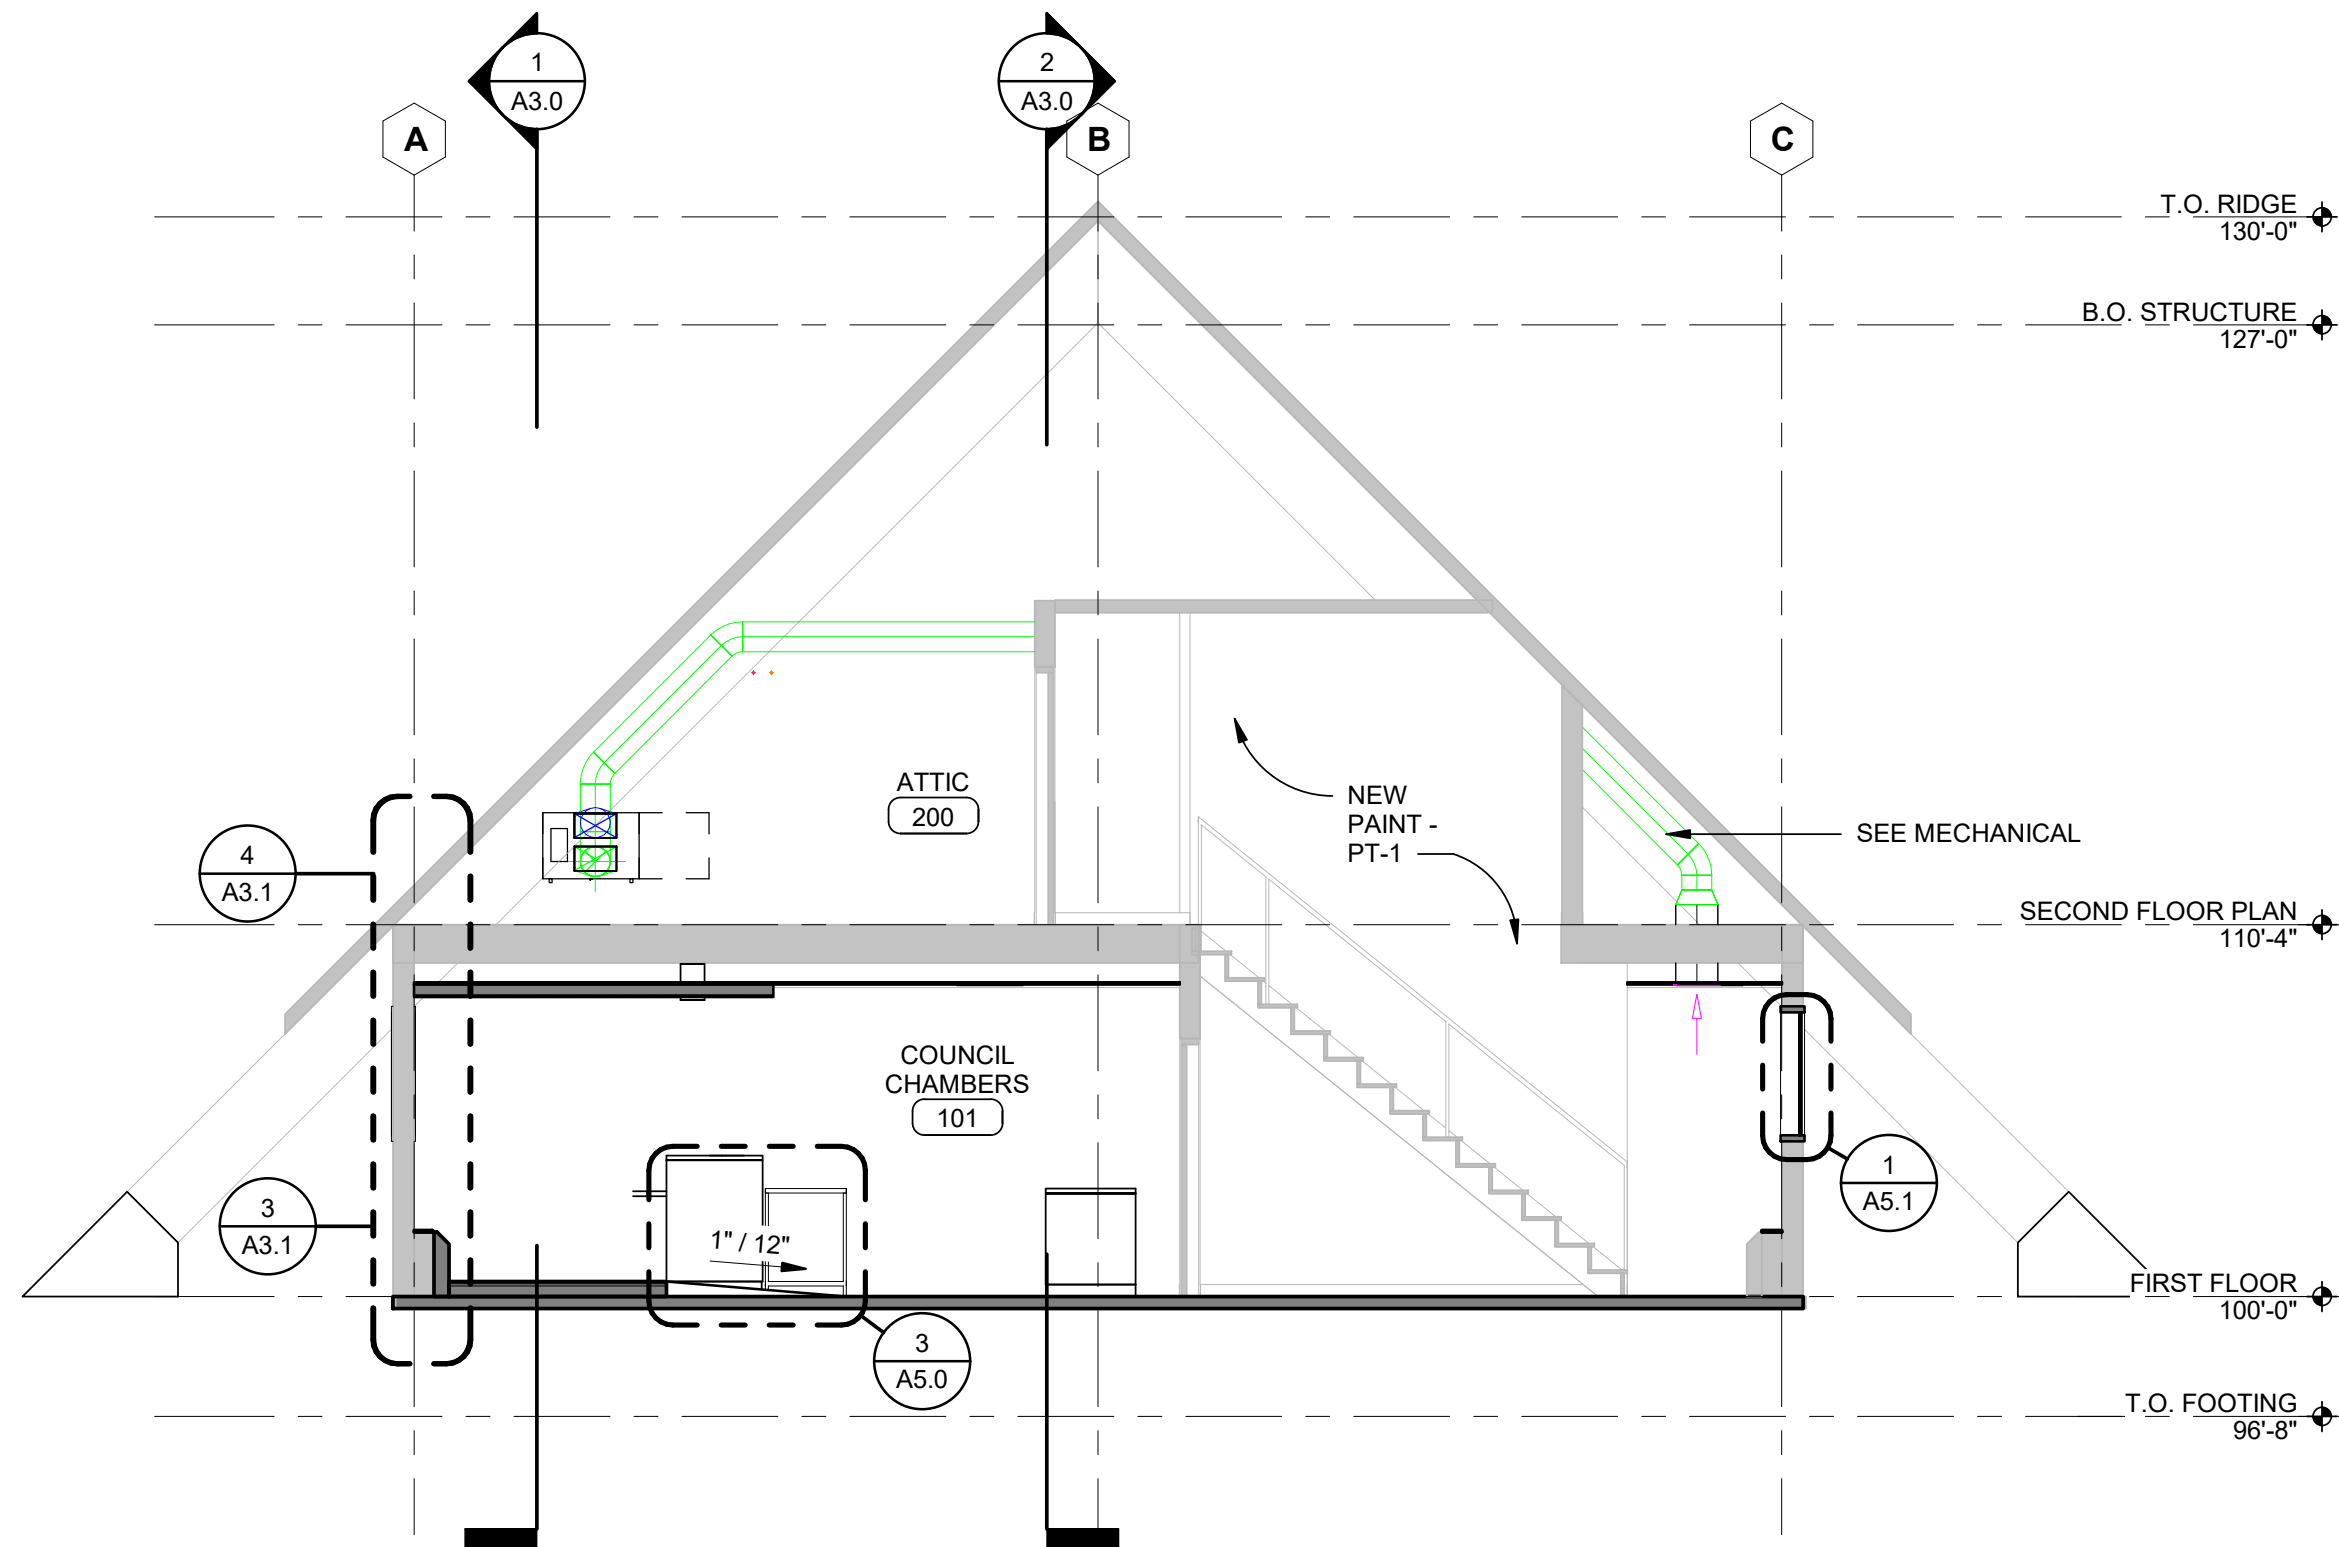 1
A3.0
2
A3.0
A
B
C
T.O. RIDGE
130'-0"
B.O. STRUCTURE
127'-0"
ATTIC
200
NEW
PAINT -
PT-1
SEE MECHANICAL
4
A3.1
SECOND FLOOR PLAN
110'-4"
COUNCIL
CHAMBERS
101
1
A5.1
3
A3.1
1" / 12"
FIRST FLOOR
100'-0"
3
A5.0
T.O. FOOTING
96'-8"